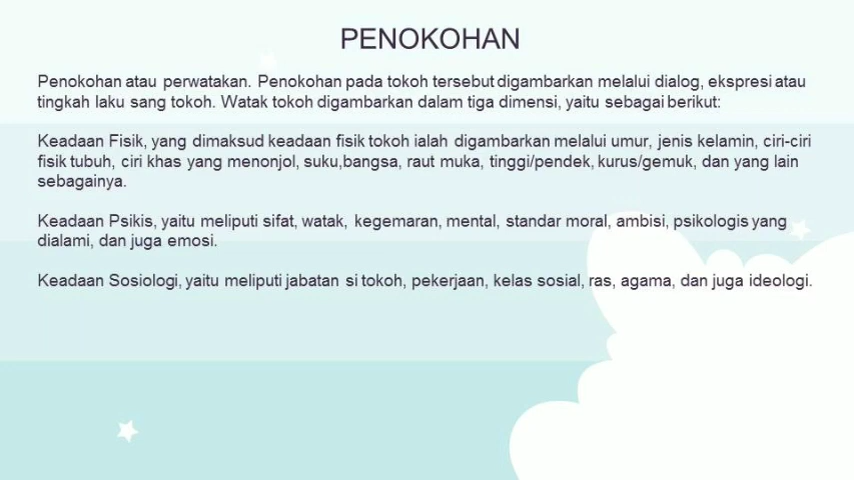 PENOKOHAN
Penokohan atau perwatakan. Penokohan pada tokoh tersebut digambarkan melalui dialog, ekspresi atau
tingkah laku sang tokoh. Watak tokoh digambarkan dalam tiga dimensi, yaitu sebagai berikut:
Keadaan Fisik, yang dimaksud keadaan fisik tokoh ialah digambarkan melalui umur, jenis kelamin, ciri-ciri
fisik tubuh, ciri khas yang menonjol, suku,bangsa, raut muka, tinggi/pendek, kurus/gemuk, dan yang lain
sebagainya.
Keadaan Psikis, yaitu meliputi sifat, watak, kegemaran, mental, standar moral, ambisi, psikologis yang
dialami, dan juga emosi.
Keadaan Sosiologi, yaitu meliputi jabatan si tokoh, pekerjaan, kelas sosial, ras, agama, dan juga ideologi.